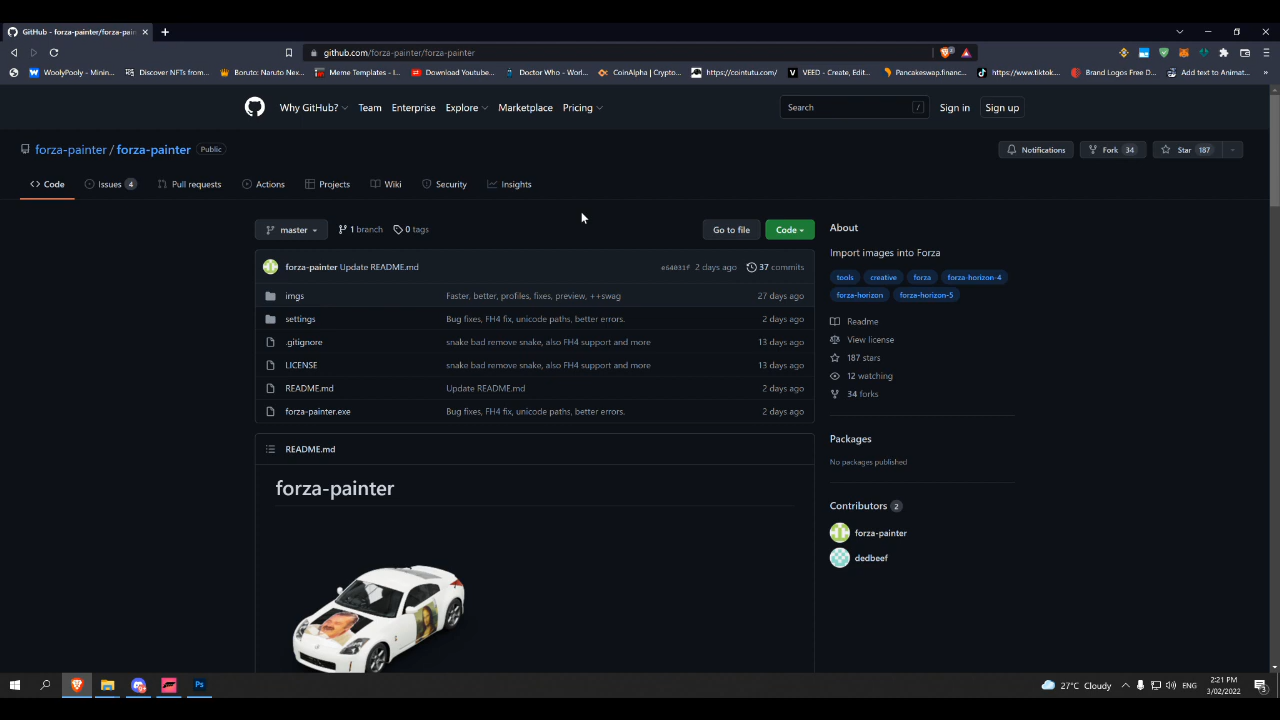 GitHub - forza-painter/forza-pain
github.com/forza-painter/forza-painter
WoolyPooly - Minin...
Discover NFTs from...
Boruto: Naruto Nex...
Meme Templates - I...
Download Youtube...
Doctor Who - Worl...
CoinAlpha | Crypto...
https://cointutu.com/
VEED - Create, Edit...
Pancakeswap.financ...
https://www.tiktok...
Brand Logos Free D...
Add text to Animat...
»
Why GitHub?
Team
Enterprise
Explore
Marketplace
Pricing
Search
/
Sign in
Sign up
forza-painter / forza-painter Public
Notifications
Fork 34
Star 187
<> Code
Issues 4
Pull requests
Actions
Projects
Wiki
Security
Insights
master
1 branch
0 tags
Go to file
Code
forza-painter Update README.md
e64031f 2 days ago
37 commits
imgs Faster, better, profiles, fixes, preview, ++swag 27 days ago
settings Bug fixes, FH4 fix, unicode paths, better errors. 2 days ago
.gitignore snake bad remove snake, also FH4 support and more 13 days ago
LICENSE snake bad remove snake, also FH4 support and more 13 days ago
README.md Update README.md 2 days ago
forza-painter.exe Bug fixes, FH4 fix, unicode paths, better errors. 2 days ago
README.md
forza-painter
About
Import images into Forza
tools creative forza forza-horizon-4
forza-horizon forza-horizon-5
Readme
View license
187 stars
12 watching
34 forks
Packages
No packages published
Contributors 2
forza-painter
dedbeef
Ps
27°C Cloudy
ENG
2:21 PM
3/02/2022